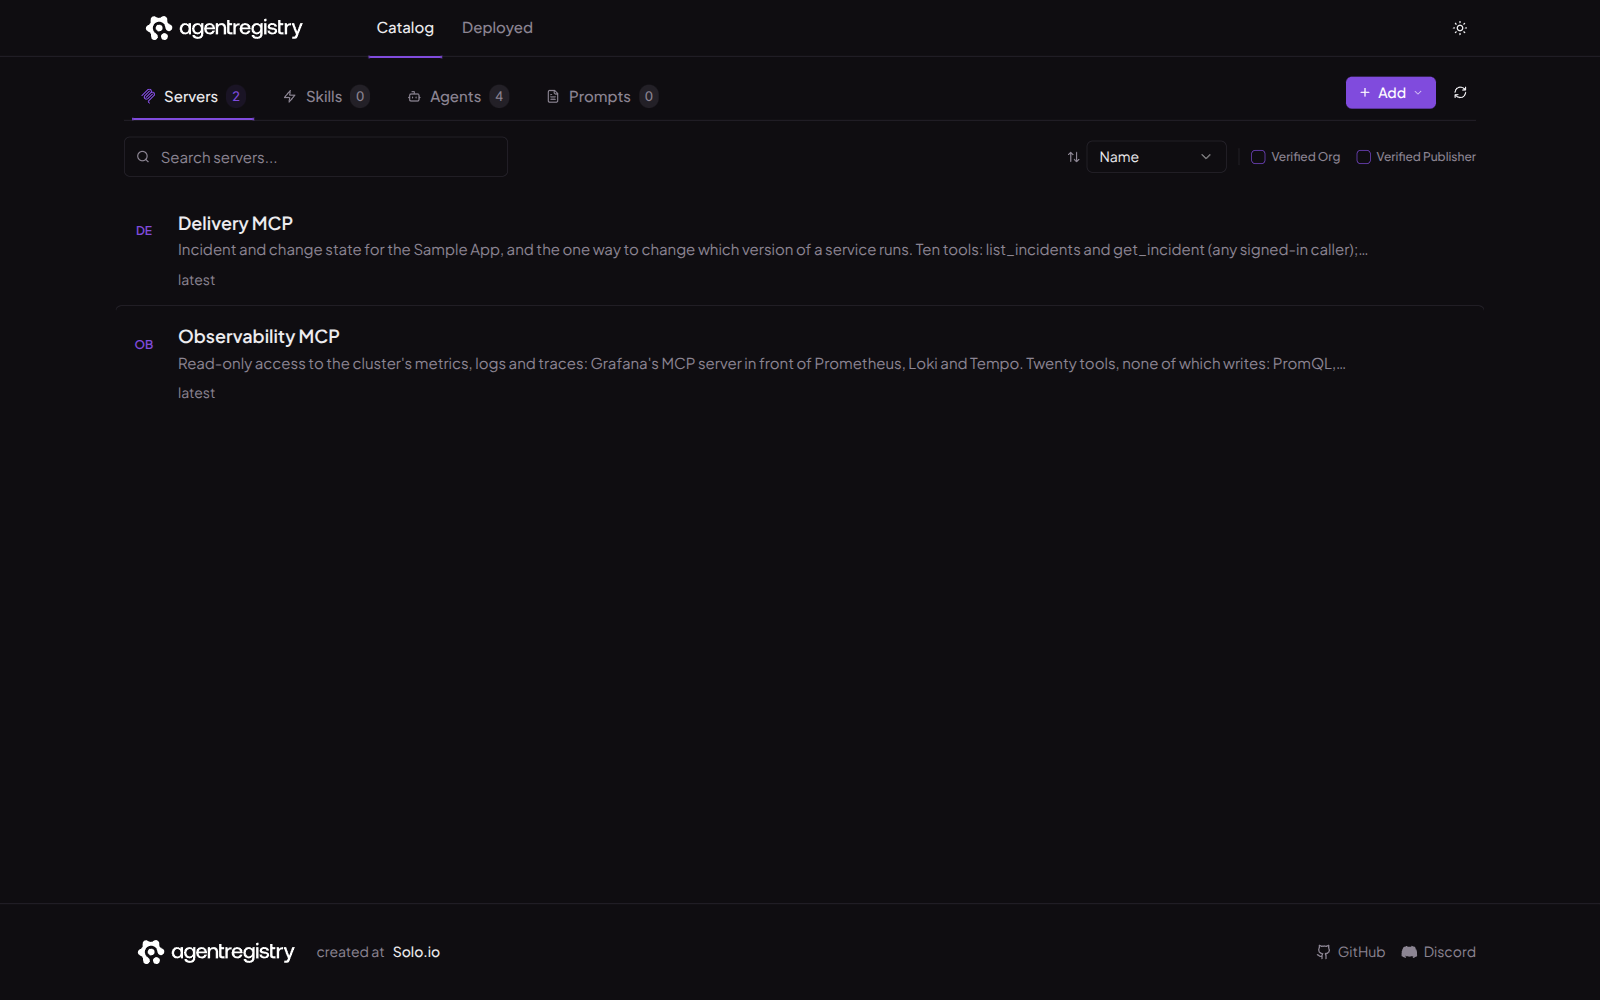 agentregistry
Catalog
Deployed
Servers 2
Skills 0
Agents 4
Prompts 0
+ Add
Search servers...
Name
Verified Org
Verified Publisher
DE
Delivery MCP
Incident and change state for the Sample App, and the one way to change which version of a service runs. Ten tools: list_incidents and get_incident (any signed-in caller);...
latest
OB
Observability MCP
Read-only access to the cluster's metrics, logs and traces: Grafana's MCP server in front of Prometheus, Loki and Tempo. Twenty tools, none of which writes: PromQL,...
latest
agentregistry
created at Solo.io
GitHub
Discord